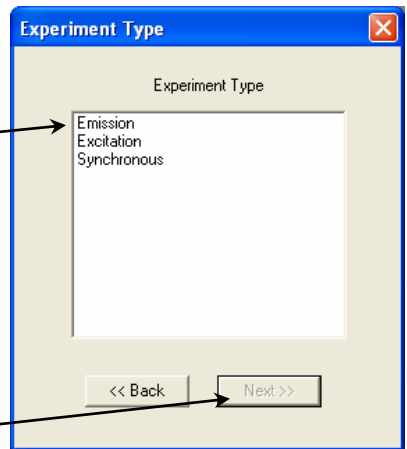 Experiment Type
Experiment Type
Emission
Excitation
Synchronous
<< Back
Next >>